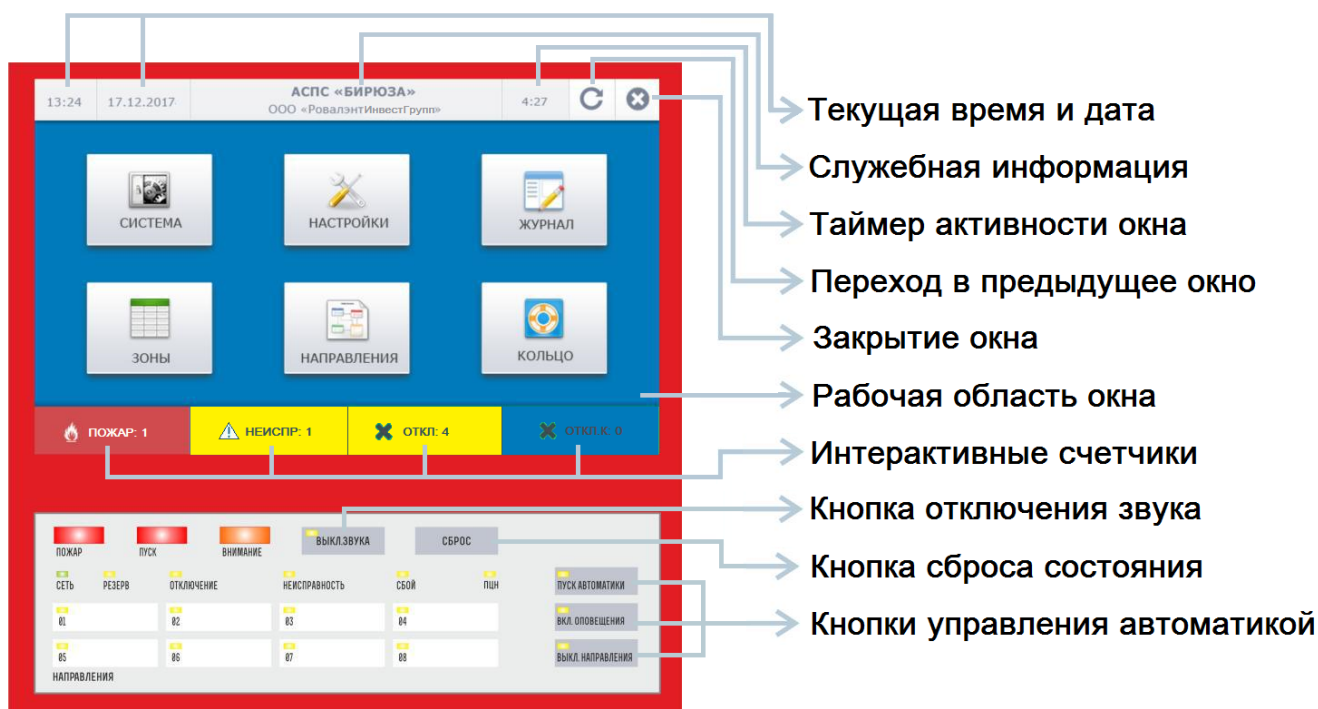 13:24
17.12.2017
АСПС «БИРЮЗА»
ООО «РовалэнтИнвестГрупп»
4:27
СИСТЕМА
НАСТРОЙКИ
ЖУРНАЛ
ЗОНЫ
НАПРАВЛЕНИЯ
КОЛЬЦО
ПОЖАР: 1
НЕИСПР: 1
ОТКЛ: 4
ОТКЛ.К: 0
ПОЖАР
ПУСК
ВНИМАНИЕ
ВЫКЛ.ЗВУКА
СБРОС
СЕТЬ
РЕЗЕРВ
ОТКЛЮЧЕНИЕ
НЕИСПРАВНОСТЬ
СБОЙ
ПЦН
ПУСК АВТОМАТИКИ
01
02
03
04
ВКЛ. ОПОВЕЩЕНИЯ
05
06
07
08
ВЫКЛ. НАПРАВЛЕНИЯ
НАПРАВЛЕНИЯ
Текущая время и дата
Служебная информация
Таймер активности окна
Переход в предыдущее окно
Закрытие окна
Рабочая область окна
Интерактивные счетчики
Кнопка отключения звука
Кнопка сброса состояния
Кнопки управления автоматикой